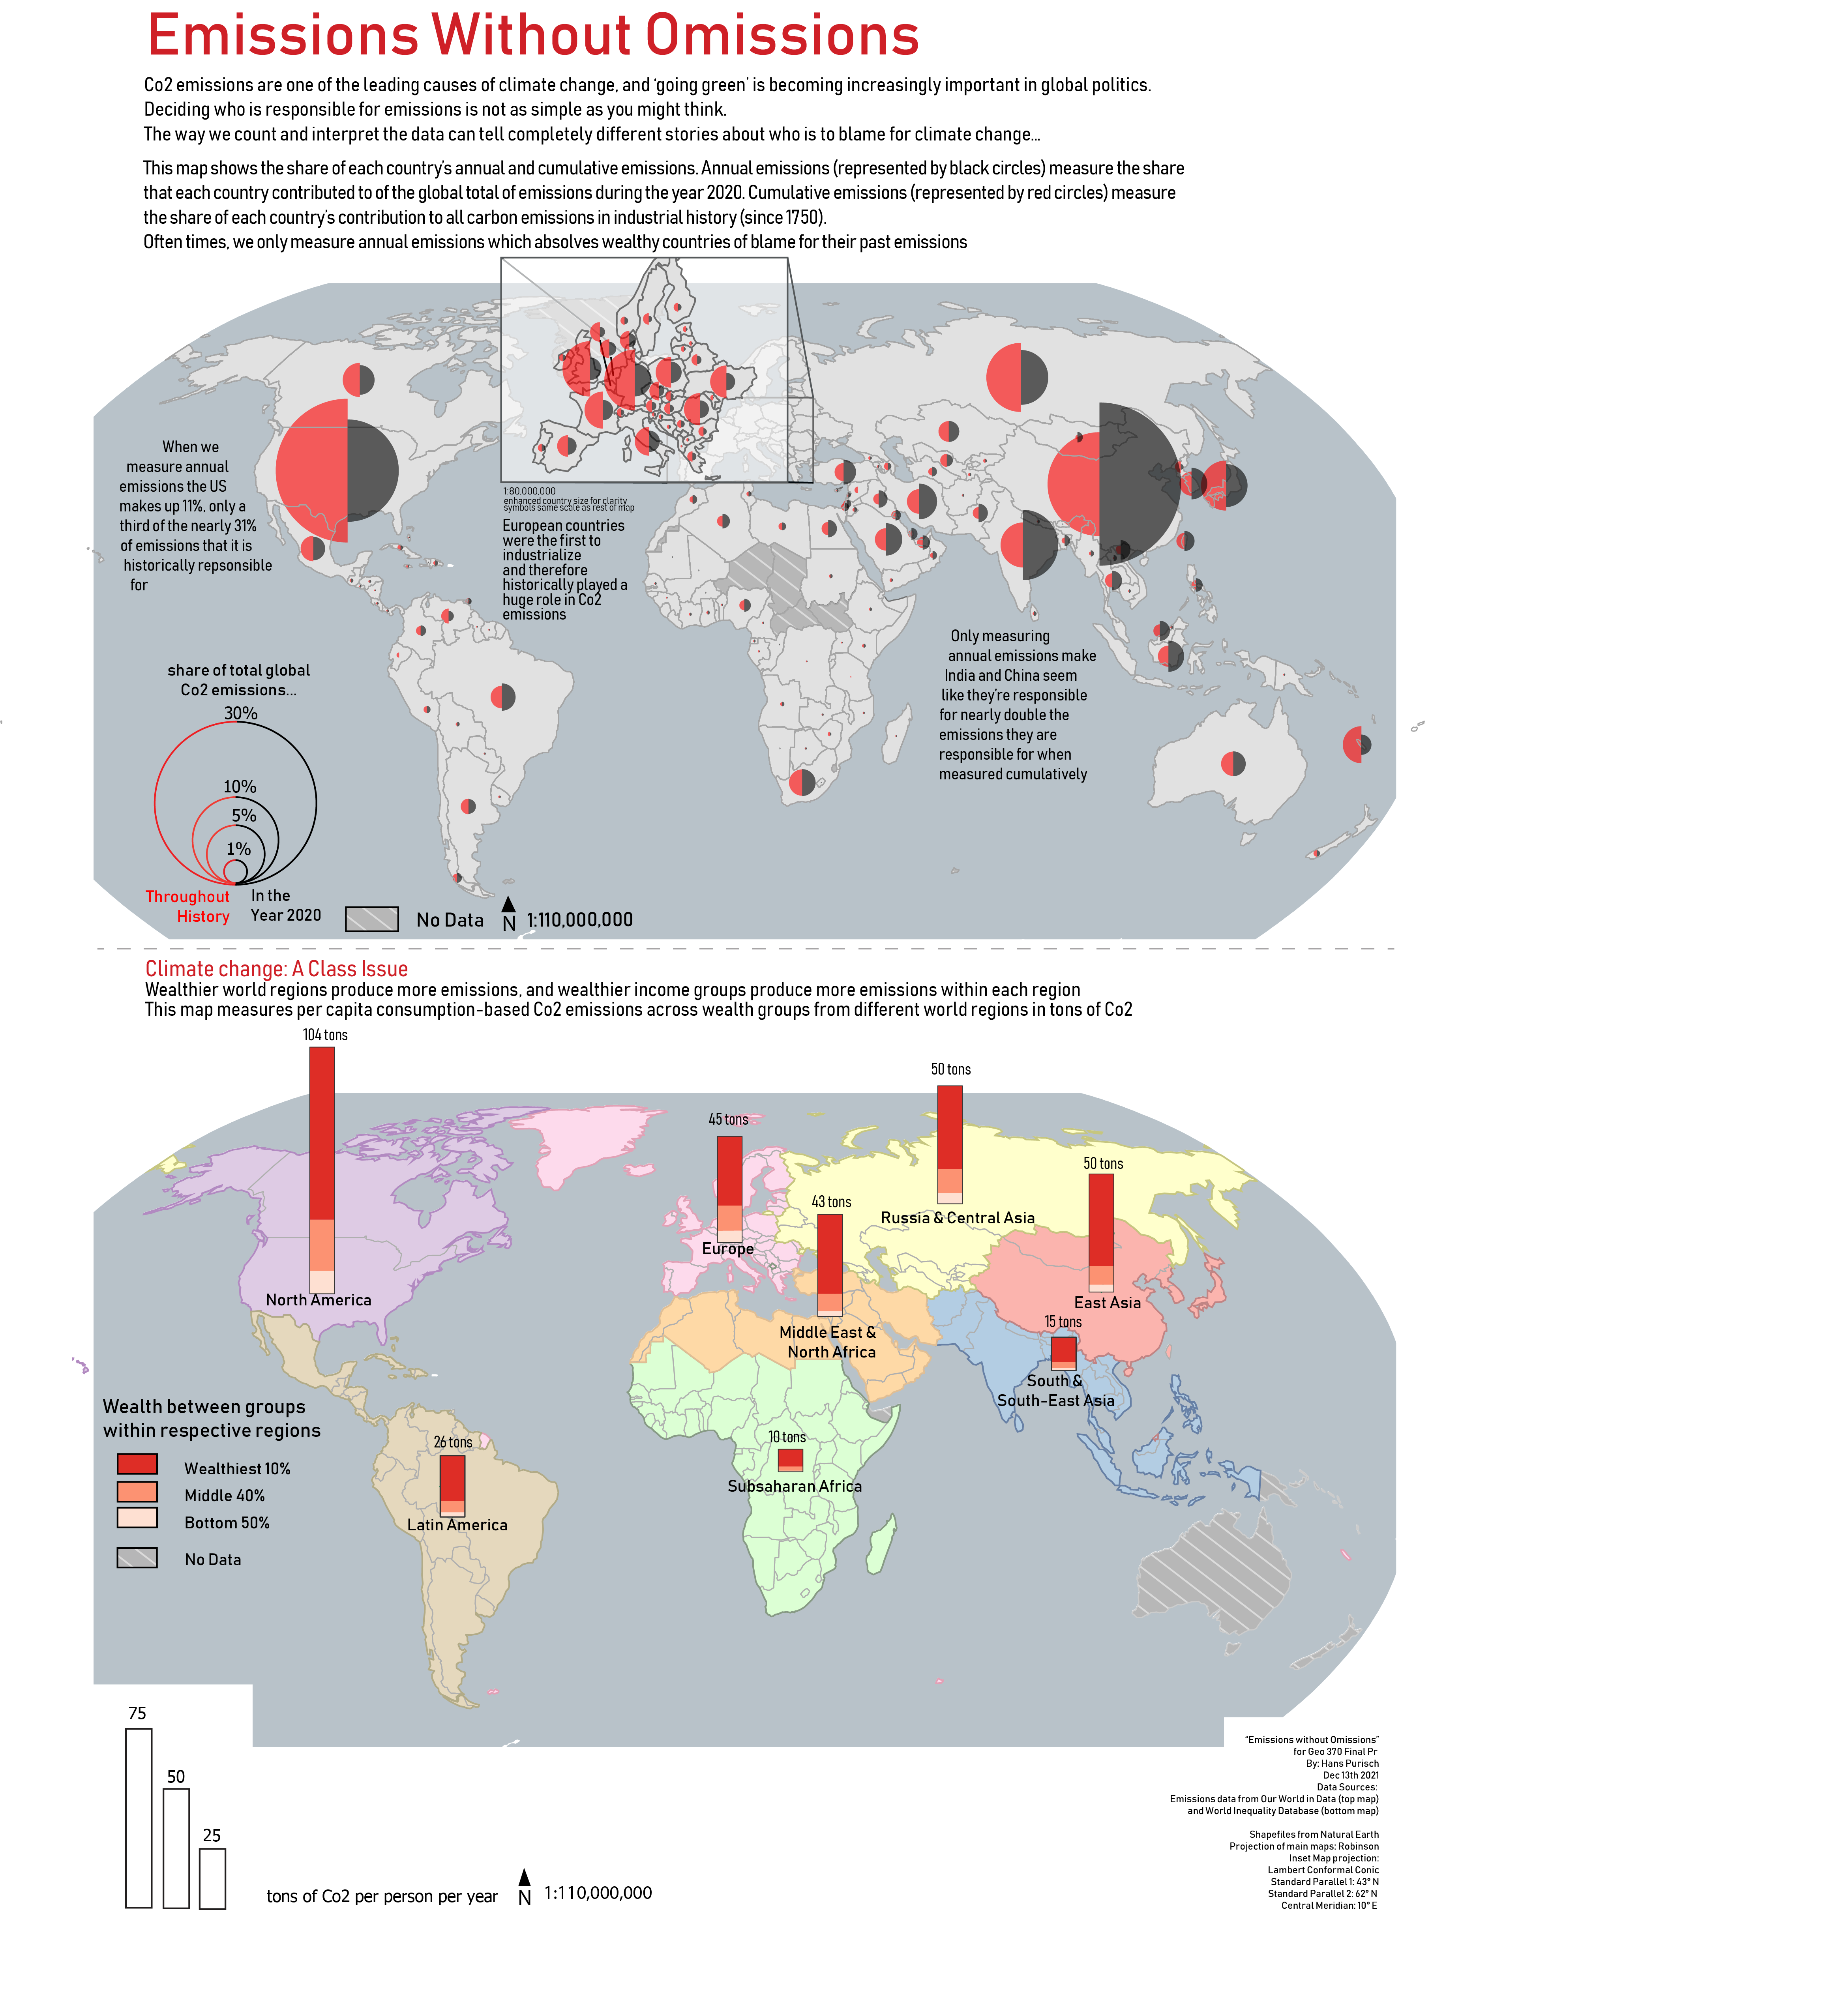 Emissions Without Omissions
Co2 emissions are one of the leading causes of climate change, and ‘going green’ is becoming increasingly important in global politics.
Deciding who is responsible for emissions is not as simple as you might think.
The way we count and interpret the data can tell completely different stories about who is to blame for climate change...
This map shows the share of each country’s annual and cumulative emissions. Annual emissions (represented by black circles) measure the share
that each country contributed to of the global total of emissions during the year 2020. Cumulative emissions (represented by red circles) measure
the share of each country’s contribution to all carbon emissions in industrial history (since 1750).
Often times, we only measure annual emissions which absolves wealthy countries of blame for their past emissions
When we
measure annual
emissions the US
makes up 11%, only a
third of the nearly 31%
of emissions that it is
historically repsonsible
for
1:80.000.000
enhanced country size for clarity
symbols same scale as rest of map
European countries
were the first to
industrialize
and therefore
historically played a
huge role in Co2
emissions
Only measuring
annual emissions make
India and China seem
like they’re responsible
for nearly double the
emissions they are
responsible for when
measured cumulatively
share of total global
Co2 emissions...
30%
10%
5%
1%
Throughout
History
In the
Year 2020
No Data
N
1:110,000,000
Climate change: A Class Issue
Wealthier world regions produce more emissions, and wealthier income groups produce more emissions within each region
This map measures per capita consumption-based Co2 emissions across wealth groups from different world regions in tons of Co2
104 tons
North America
45 tons
Europe
50 tons
Russia & Central Asia
43 tons
Middle East &
North Africa
50 tons
East Asia
15 tons
South &
South-East Asia
26 tons
Latin America
10 tons
Subsaharan Africa
Wealth between groups
within respective regions
Wealthiest 10%
Middle 40%
Bottom 50%
No Data
75
50
25
tons of Co2 per person per year
N
1:110,000,000
“Emissions without Omissions”
for Geo 370 Final Pr
By: Hans Purisch
Dec 13th 2021
Data Sources:
Emissions data from Our World in Data (top map)
and World Inequality Database (bottom map)
Shapefiles from Natural Earth
Projection of main maps: Robinson
Inset Map projection:
Lambert Conformal Conic
Standard Parallel 1: 43° N
Standard Parallel 2: 62° N
Central Meridian: 10° E